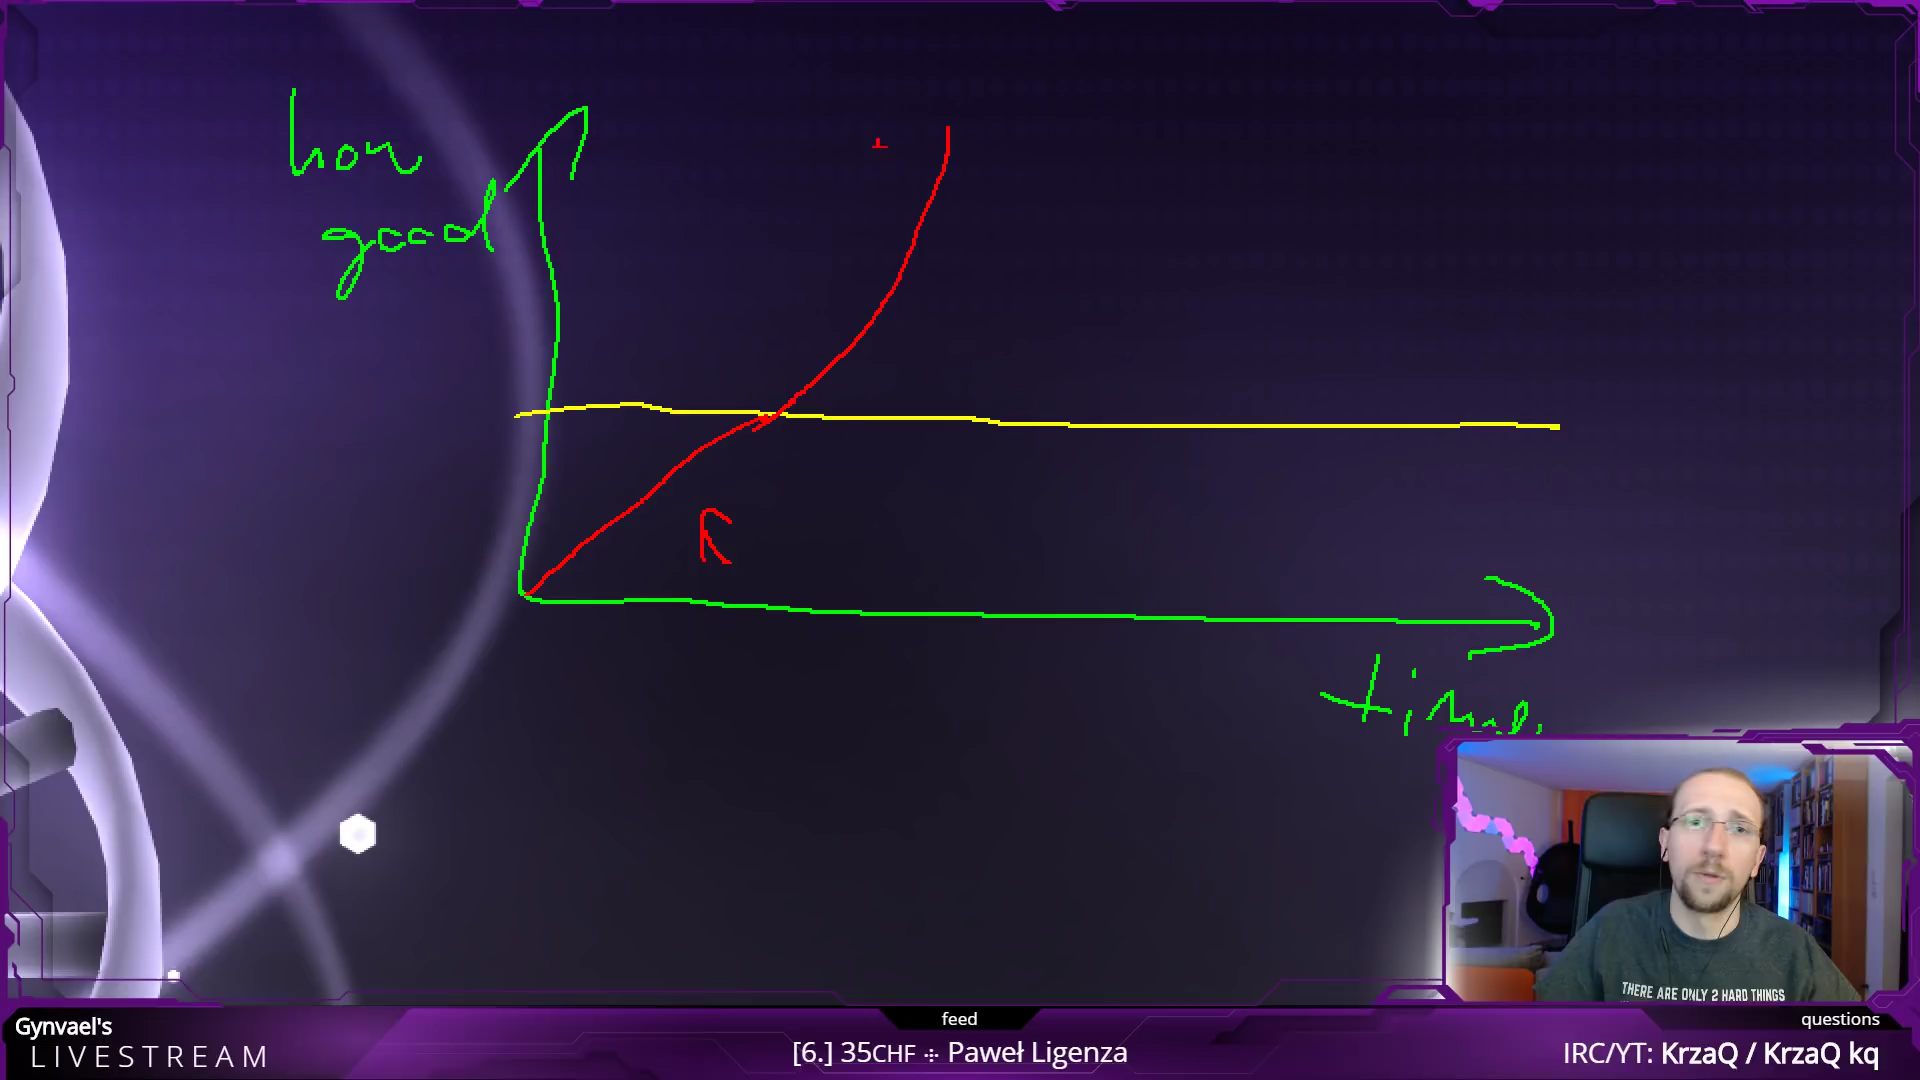 how
good
R
time
THERE ARE ONLY 2 HARD THINGS
Gynvael's
LIVESTREAM
feed
[6.] 35CHF ÷ Paweł Ligenza
questions
IRC/YT: KrzaQ / KrzaQ kq